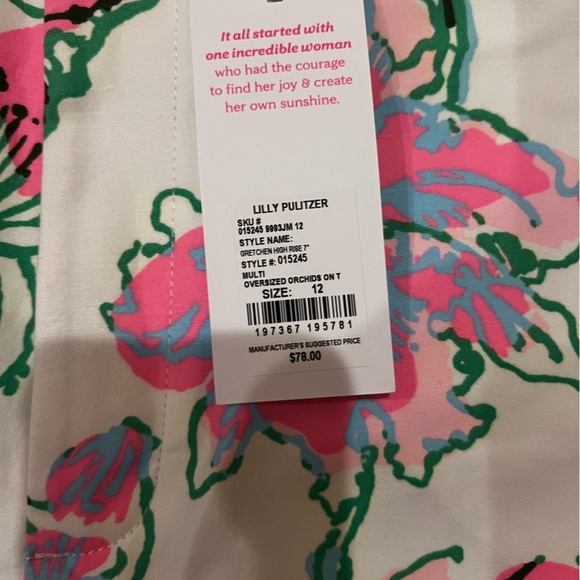 It all started with
one incredible woman
who had the courage
to find her joy & create
her own sunshine.
LILLY PULITZER
SKU #
015245 9993JM 12
STYLE NAME:
GRETCHEN HIGH RISE 7"
STYLE #: 015245
MULTI
OVERSIZED ORCHIDS ON T
SIZE: 12
197367 195781
MANUFACTURER'S SUGGESTED PRICE
$78.00